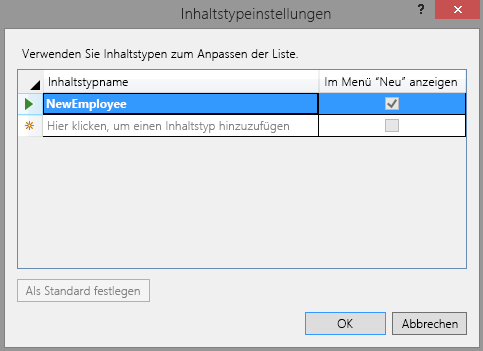 Inhaltstypeinstellungen
?
Verwenden Sie Inhaltstypen zum Anpassen der Liste.
Inhaltstypname
Im Menü "Neu" anzeigen
NewEmployee
Hier klicken, um einen Inhaltstyp hinzuzufügen
Als Standard festlegen
OK
Abbrechen